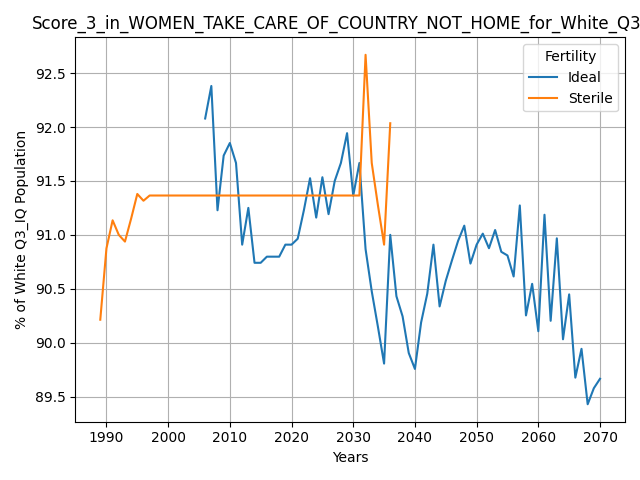 Score_3_in_WOMEN_TAKE_CARE_OF_COUNTRY_NOT_HOME_for_White_Q3
Fertility
Ideal
Sterile
% of White Q3_IQ Population
92.5
92.0
91.5
91.0
90.5
90.0
89.5
1990 2000 2010 2020 2030 2040 2050 2060 2070
Years